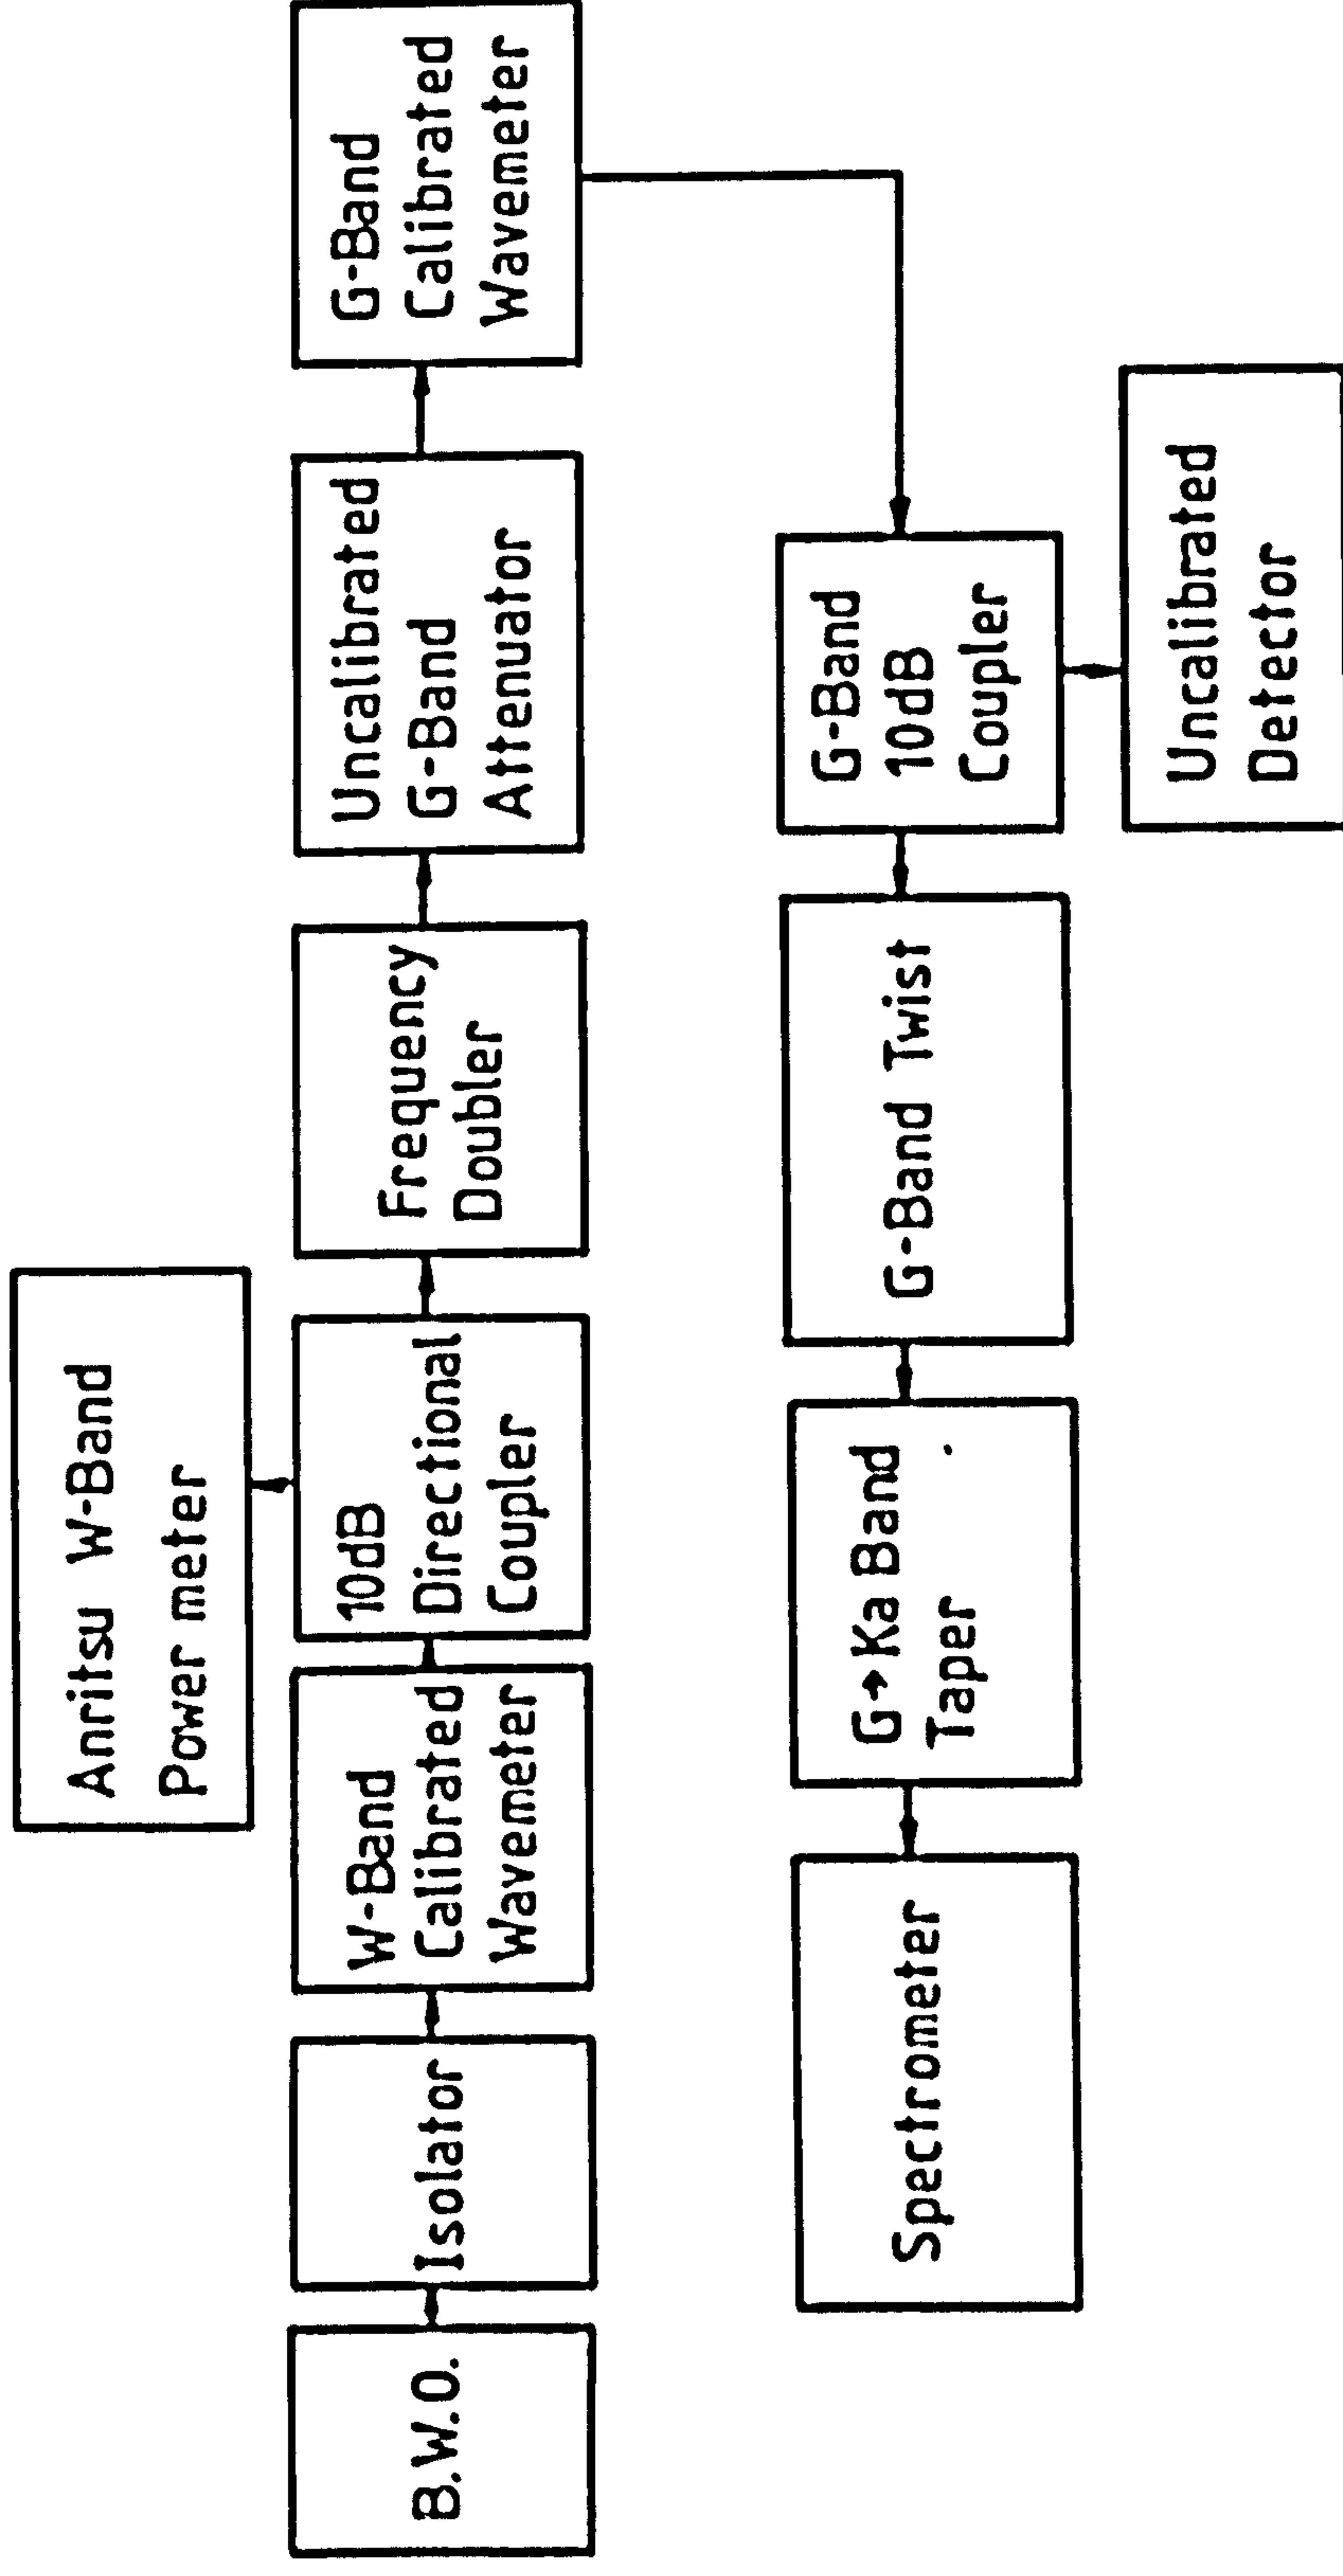 Anritsu W-Band
Power meter
B.W.O.
Isolator
W-Band
Calibrated
Wavemeter
10dB
Directional
Coupler
Frequency
Doubler
Uncalibrated
G-Band
Attenuator
G-Band
Calibrated
Wavemeter
Spectrometer
G→Ka Band
Taper
G-Band Twist
G-Band
10dB
Coupler
Uncalibrated
Detector